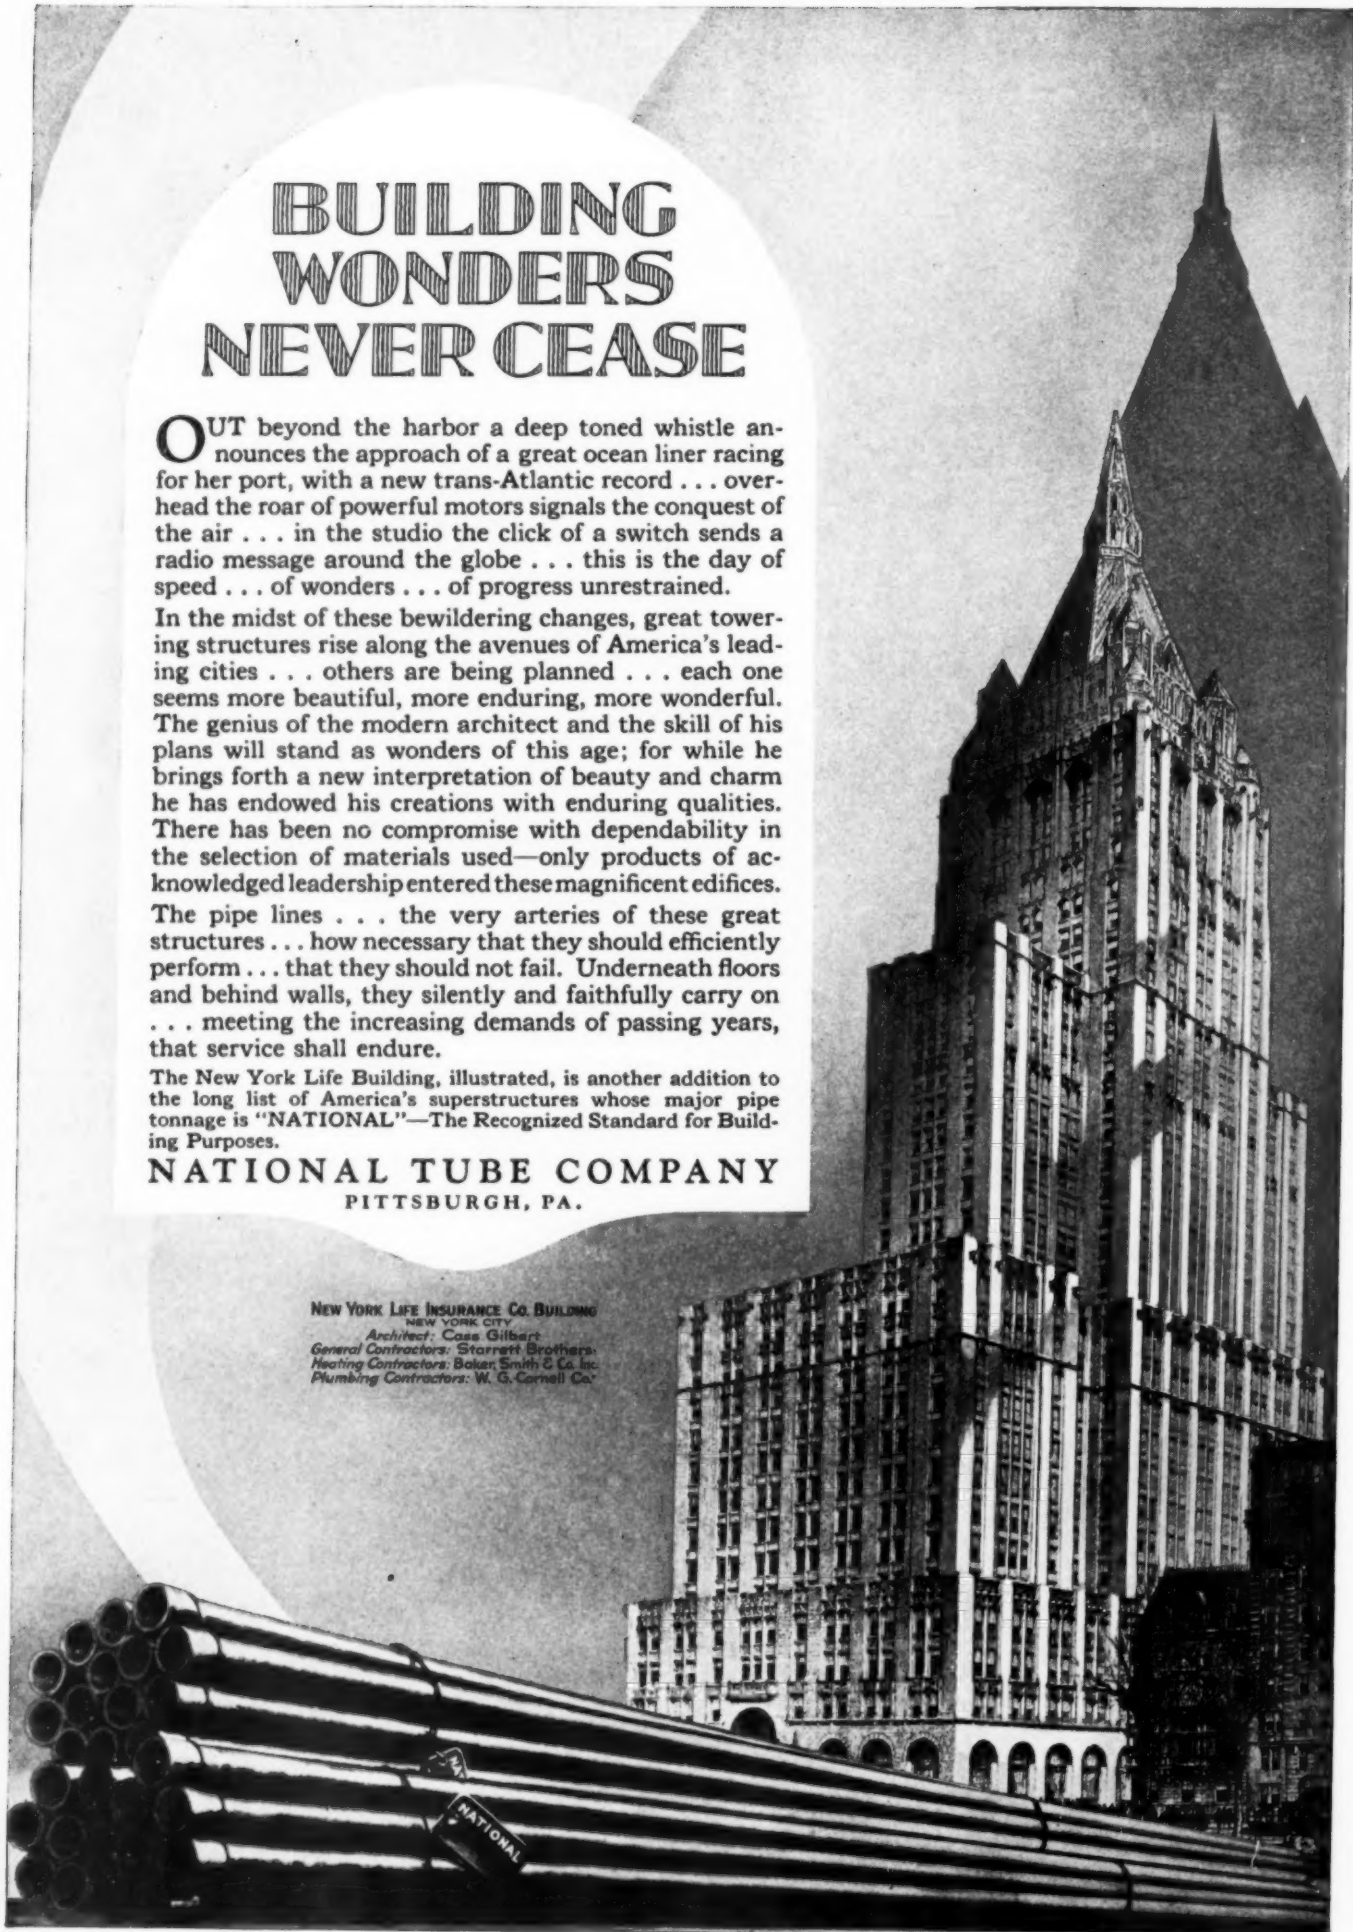 BUILDING
WONDERS
NEVER CEASE
OUT beyond the harbor a deep toned whistle an-
nounces the approach of a great ocean liner racing
for her port, with a new trans-Atlantic record . . . over-
head the roar of powerful motors signals the conquest of
the air . . . in the studio the click of a switch sends a
radio message around the globe . . . this is the day of
speed . . . of wonders . . . of progress unrestrained.
In the midst of these bewildering changes, great tower-
ing structures rise along the avenues of America's lead-
ing cities . . . others are being planned . . . each one
seems more beautiful, more enduring, more wonderful.
The genius of the modern architect and the skill of his
plans will stand as wonders of this age; for while he
brings forth a new interpretation of beauty and charm
he has endowed his creations with enduring qualities.
There has been no compromise with dependability in
the selection of materials used—only products of ac-
knowledged leadership entered these magnificent edifices.
The pipe lines . . . the very arteries of these great
structures . . . how necessary that they should efficiently
perform . . . that they should not fail. Underneath floors
and behind walls, they silently and faithfully carry on
. . . meeting the increasing demands of passing years,
that service shall endure.
The New York Life Building, illustrated, is another addition to
the long list of America's superstructures whose major pipe
tonnage is "NATIONAL"—The Recognized Standard for Build-
ing Purposes.
NATIONAL TUBE COMPANY
PITTSBURGH, PA.
NEW YORK LIFE INSURANCE CO. BUILDING
NEW YORK CITY
Architect: Cass Gilbert
General Contractors: Starrett Brothers
Heating Contractors: Baker, Smith & Co. Inc.
Plumbing Contractors: W. G. Cornell Co.
NATIONAL